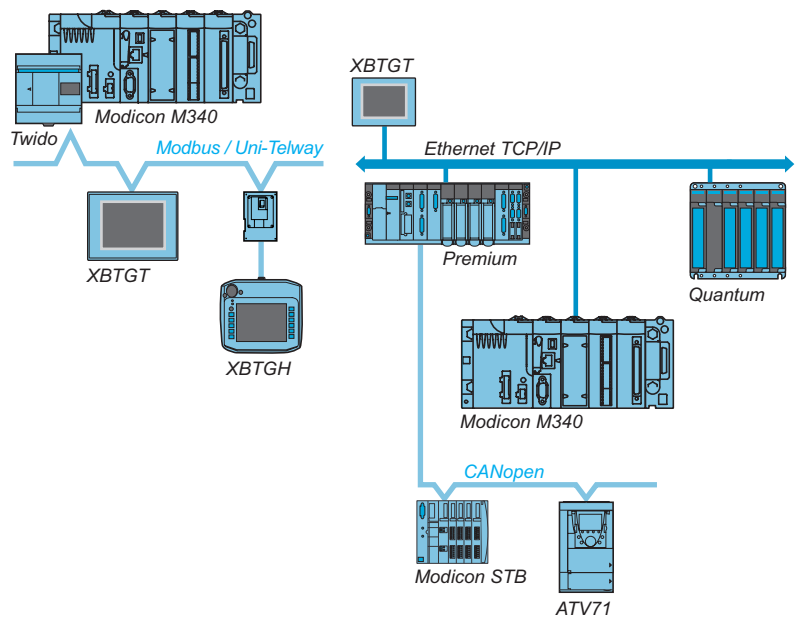 Modicon M340
Twido
Modbus / Uni-Telway
XBTGT
XBTGH
XBTGT
Ethernet TCP/IP
Premium
Quantum
Modicon M340
CANopen
Modicon STB
ATV71